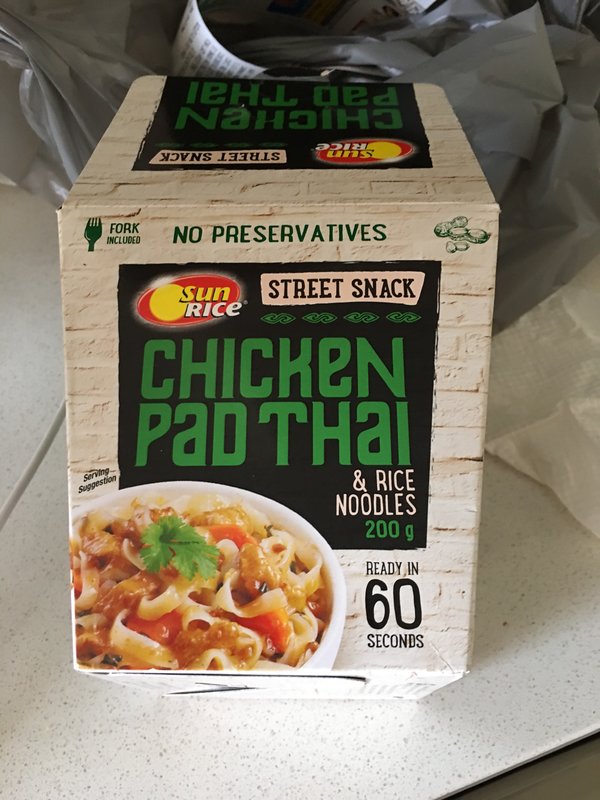 CHICKEN
PAD THAI
STREET SNACK
Sun
RICE
FORK
INCLUDED
NO PRESERVATIVES
Sun
RICE®
STREET SNACK
CHICKEN
PAD THAI
& RICE
NOODLES
200 g
Serving
Suggestion
READY IN
60
SECONDS